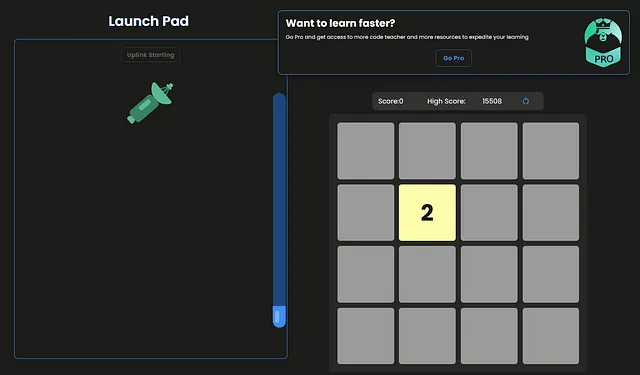 Launch Pad
Uplink Starting
Want to learn faster?
Go Pro and get access to more code teacher and more resources to expedite your learning
Go Pro
PRO
Score:0 High Score: 15508
2